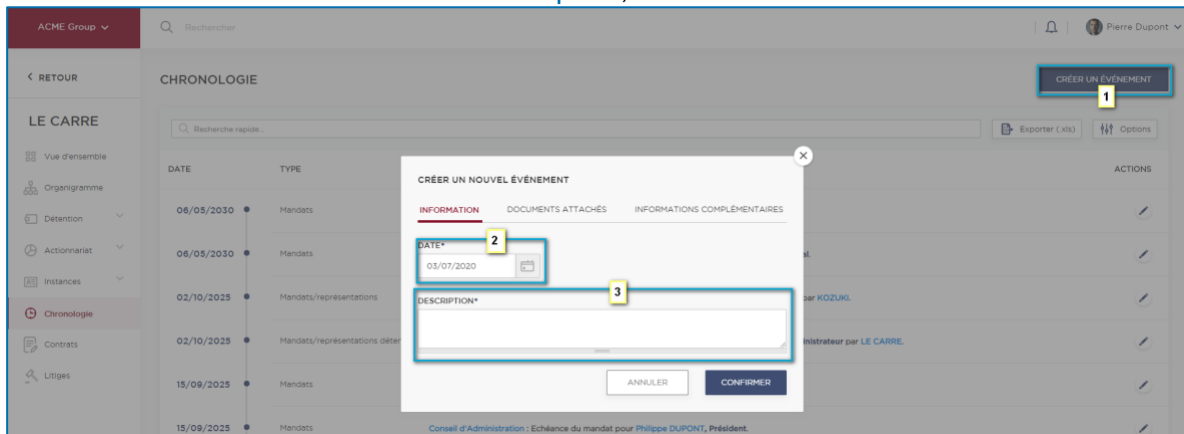 ACME Group
Rechercher
Pierre Dupont
RETOUR
CHRONOLOGIE
CRÉER UN ÉVÉNEMENT
1
LE CARRE
Recherche rapide...
Exporter (.xls)
Options
Vue d'ensemble
Organigramme
Détention
Actionnariat
Instances
Chronologie
Contrats
Litiges
DATE TYPE ACTIONS
06/05/2030 Mandats
06/05/2030 Mandats al.
02/10/2025 Mandats/représentations par KOZUKI.
02/10/2025 Mandats/représentations déte administrateur par LE CARRE.
15/09/2025 Mandats
15/09/2025 Mandats Conseil d'Administration : Echéance du mandat pour Philippe DUPONT, Président.
CRÉER UN NOUVEL ÉVÉNEMENT
INFORMATION DOCUMENTS ATTACHÉS INFORMATIONS COMPLÉMENTAIRES
2
DATE*
03/07/2020
3
DESCRIPTION*
ANNULER CONFIRMER